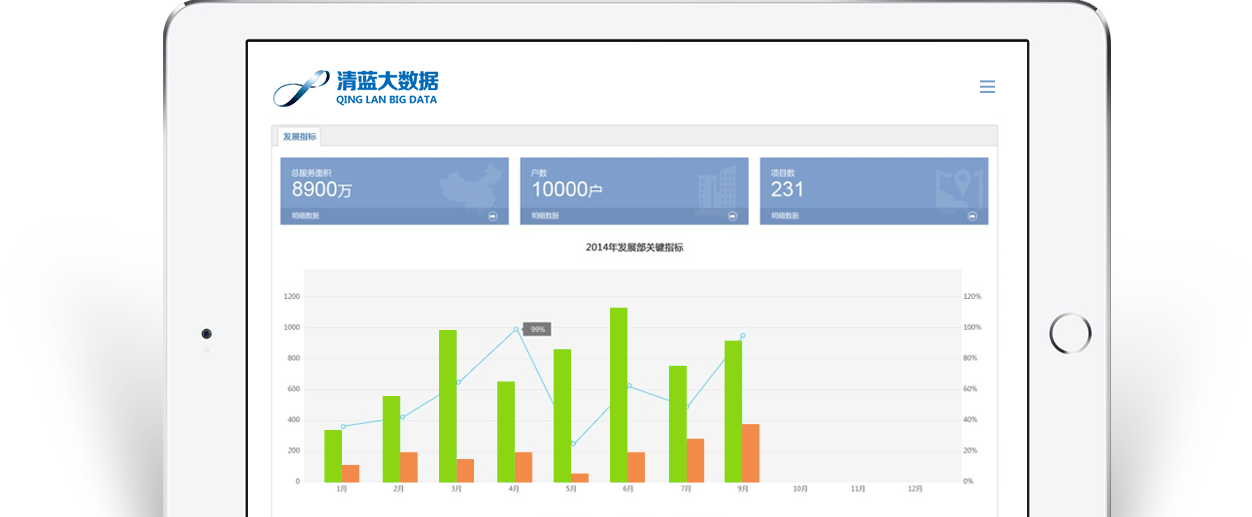 清蓝大数据
QING LAN BIG DATA
发展指标
总服务面积
8900万
明细数据
户数
10000户
明细数据
项目数
231
明细数据
2014年发展部关键指标
1200
1000
800
600
400
200
0
99%
120%
100%
80%
60%
40%
20%
0%
1月 2月 3月 4月 5月 6月 7月 9月 10月 11月 12月